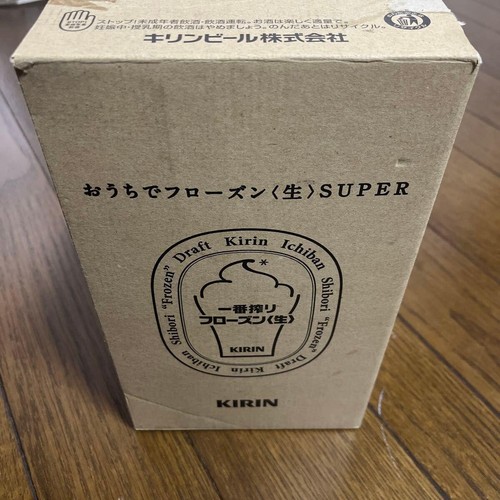 ストップ!未成年者飲酒・飲酒運転。お酒は楽しく適量で。
妊娠中・授乳期の飲酒はやめましょう。のんだあとはリサイクル。
キリンビール株式会社
おうちでフローズン〈生〉SUPER
Draft Kirin Ichiban Shibori "Frozen" Draft Kirin Ichiban Shibori "Frozen"
*
一番搾り
フローズン〈生〉
KIRIN
KIRIN